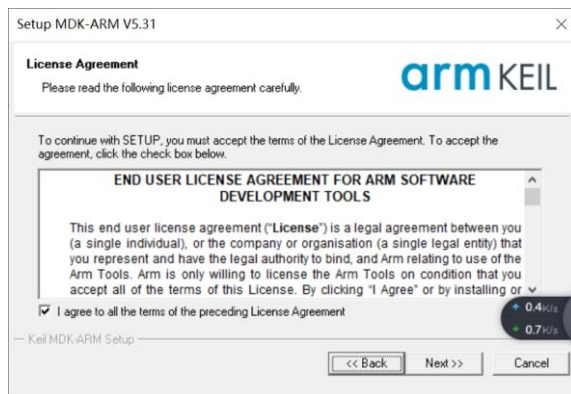 Setup MDK-ARM V5.31
License Agreement
Please read the following license agreement carefully.
arm KEIL
To continue with SETUP, you must accept the terms of the License Agreement. To accept the
agreement, click the check box below.
END USER LICENSE AGREEMENT FOR ARM SOFTWARE
DEVELOPMENT TOOLS
This end user license agreement ("License") is a legal agreement between you
(a single individual), or the company or organisation (a single legal entity) that
you represent and have the legal authority to bind, and Arm relating to use of the
Arm Tools. Arm is only willing to license the Arm Tools on condition that you
accept all of the terms of this License. By clicking "I Agree" or by installing or
I agree to all the terms of the preceding License Agreement
0.4K/s
0.7K/s
Keil MDK-ARM Setup
<< Back Next >> Cancel